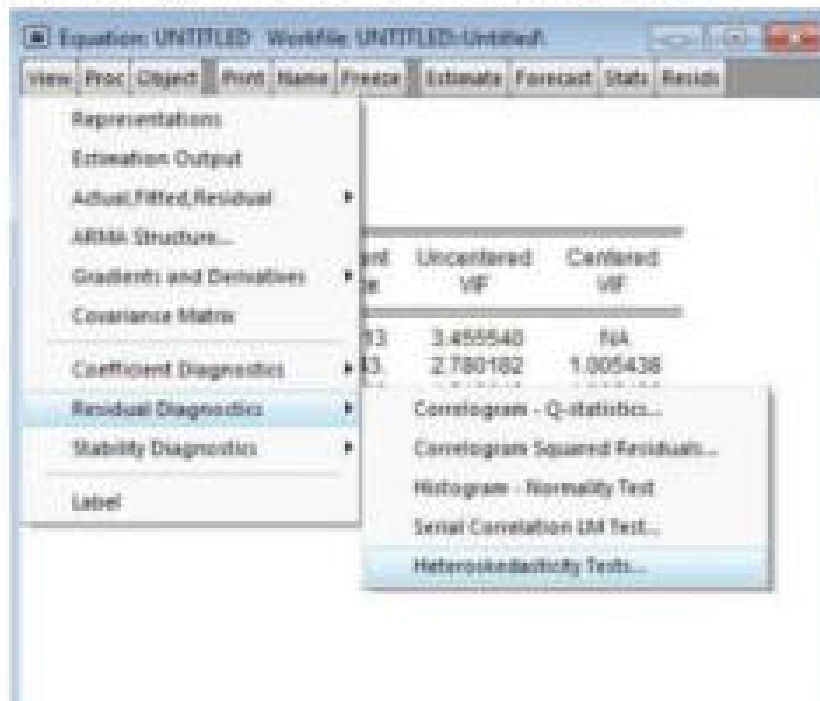 Equation: UNTITLED Workfile: UNTITLED::Untitled\
View Proc Object Print Name Freeze Estimate Forecast Stats Resids
Representations
Estimation Output
Actual,Fitted,Residual
ARMA Structure...
Gradients and Derivatives
Covariance Matrix
Coefficient Diagnostics
Residual Diagnostics
Stability Diagnostics
Label
Uncentered Centered
VIF VIF
3.455540 NA
2.780182 1.005438
Correlogram - Q-statistics...
Correlogram Squared Residuals...
Histogram - Normality Test
Serial Correlation LM Test...
Heteroskedasticity Tests...